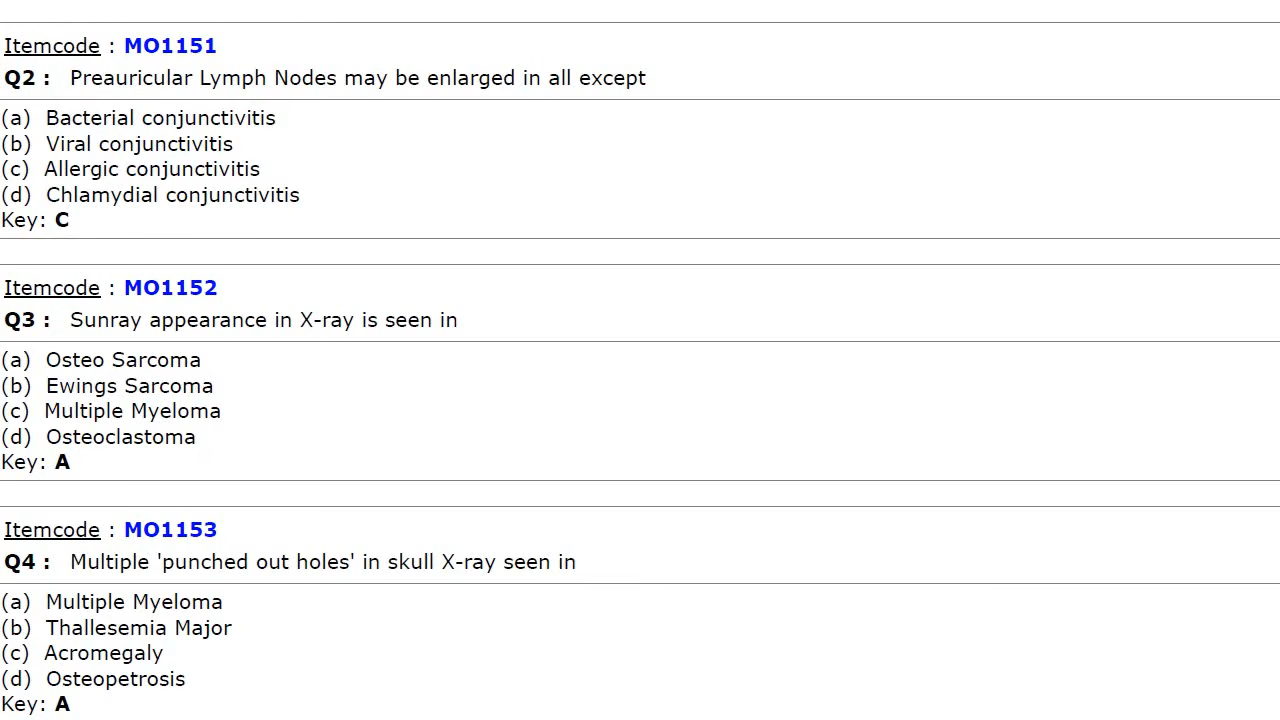 Itemcode : MO1151
Q2 : Preauricular Lymph Nodes may be enlarged in all except
(a) Bacterial conjunctivitis
(b) Viral conjunctivitis
(c) Allergic conjunctivitis
(d) Chlamydial conjunctivitis
Key: C
Itemcode : MO1152
Q3 : Sunray appearance in X-ray is seen in
(a) Osteo Sarcoma
(b) Ewings Sarcoma
(c) Multiple Myeloma
(d) Osteoclastoma
Key: A
Itemcode : MO1153
Q4 : Multiple 'punched out holes' in skull X-ray seen in
(a) Multiple Myeloma
(b) Thallesemia Major
(c) Acromegaly
(d) Osteopetrosis
Key: A